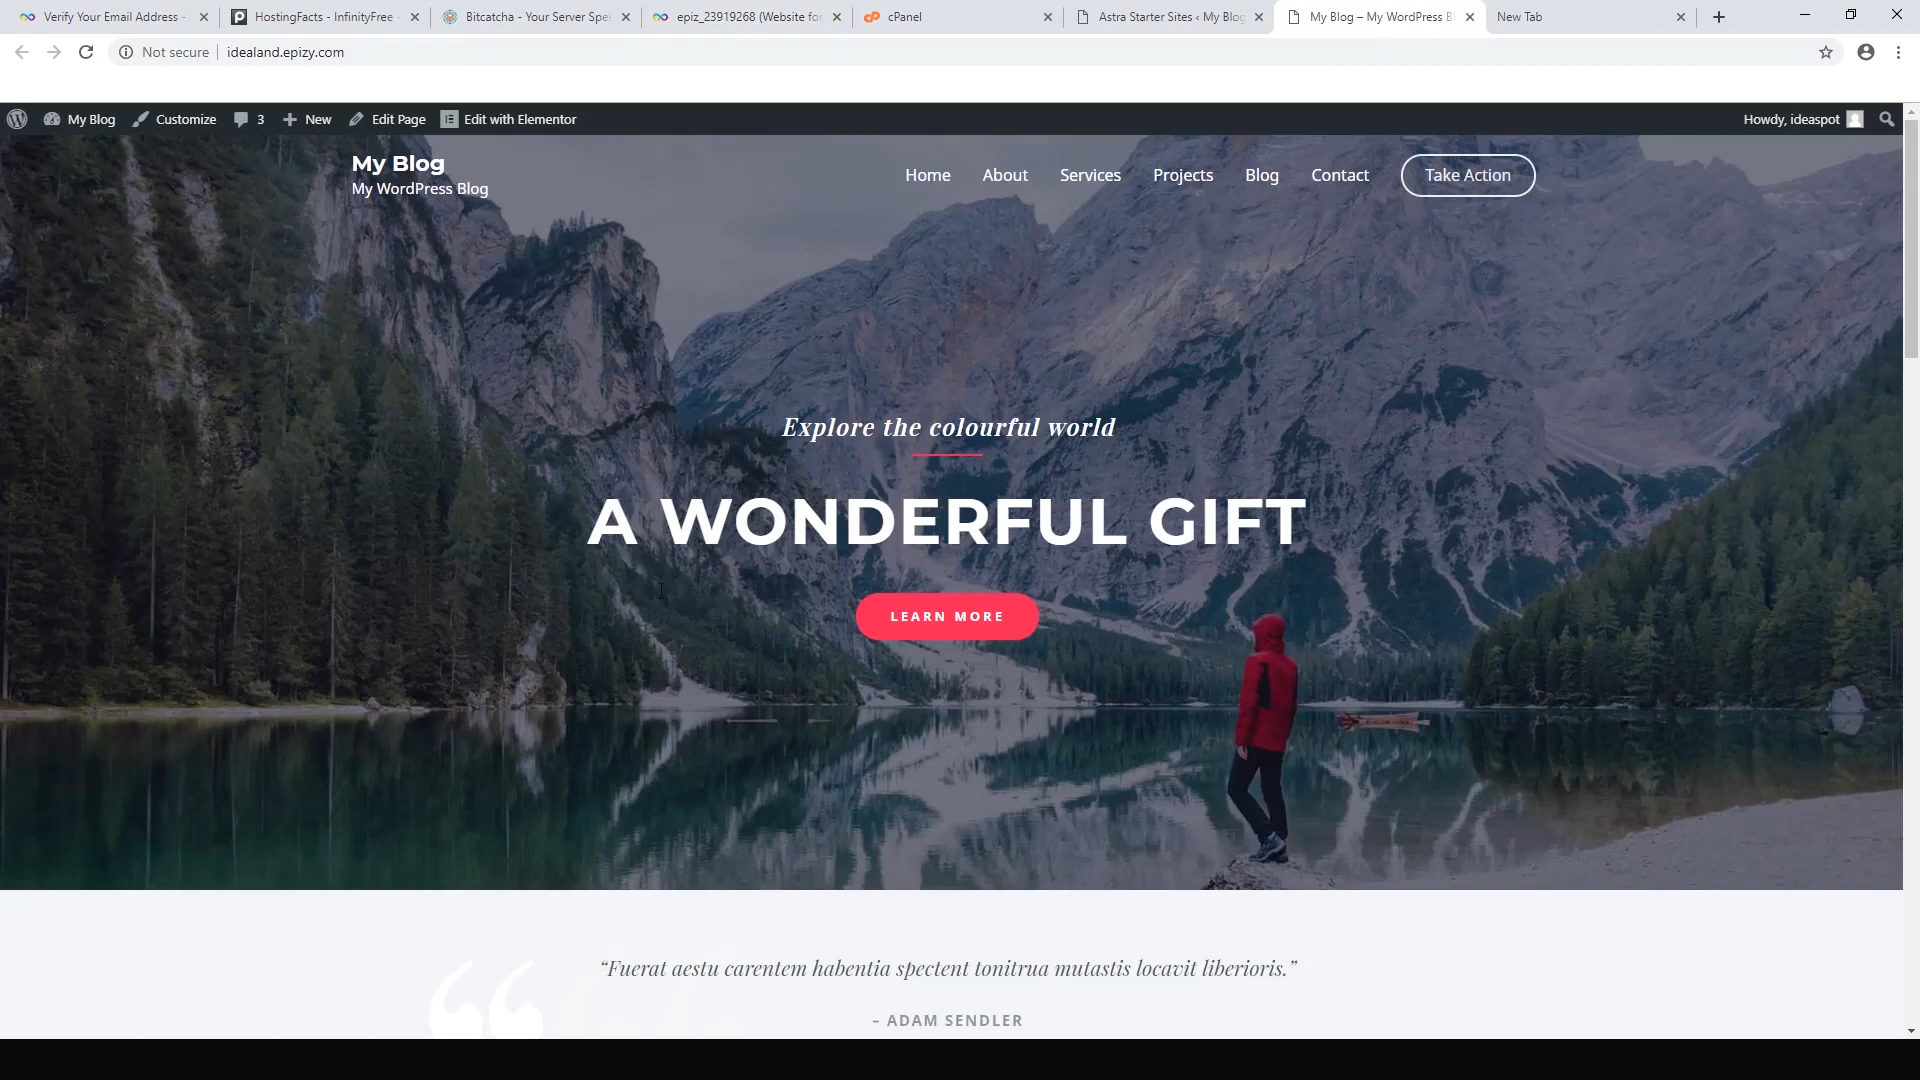 Verify Your Email Address -
HostingFacts - InfinityFree -
Bitcatcha - Your Server Spee
epiz_23919268 (Website for
cPanel
Astra Starter Sites ‹ My Blog
My Blog – My WordPress Bl
New Tab
Not secure
idealand.epizy.com
My Blog
Customize
3
New
Edit Page
Edit with Elementor
Howdy, ideaspot
My Blog
My WordPress Blog
Home
About
Services
Projects
Blog
Contact
Take Action
Explore the colourful world
A WONDERFUL GIFT
LEARN MORE
“Fuerat aestu carentem habentia spectent tonitrua mutastis locavit liberioris.”
– ADAM SENDLER